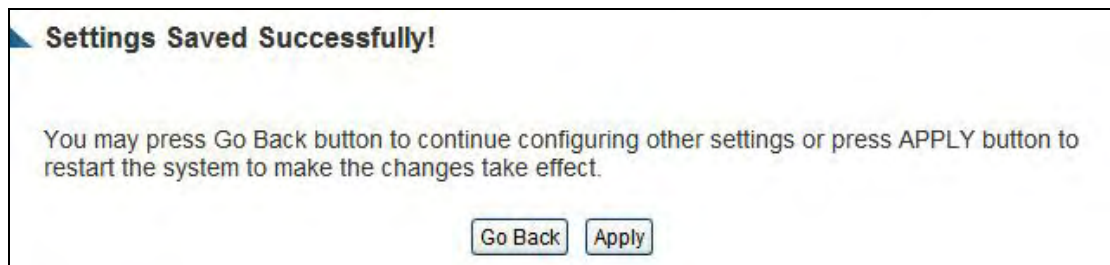 Settings Saved Successfully!
You may press Go Back button to continue configuring other settings or press APPLY button to
restart the system to make the changes take effect.
Go Back Apply